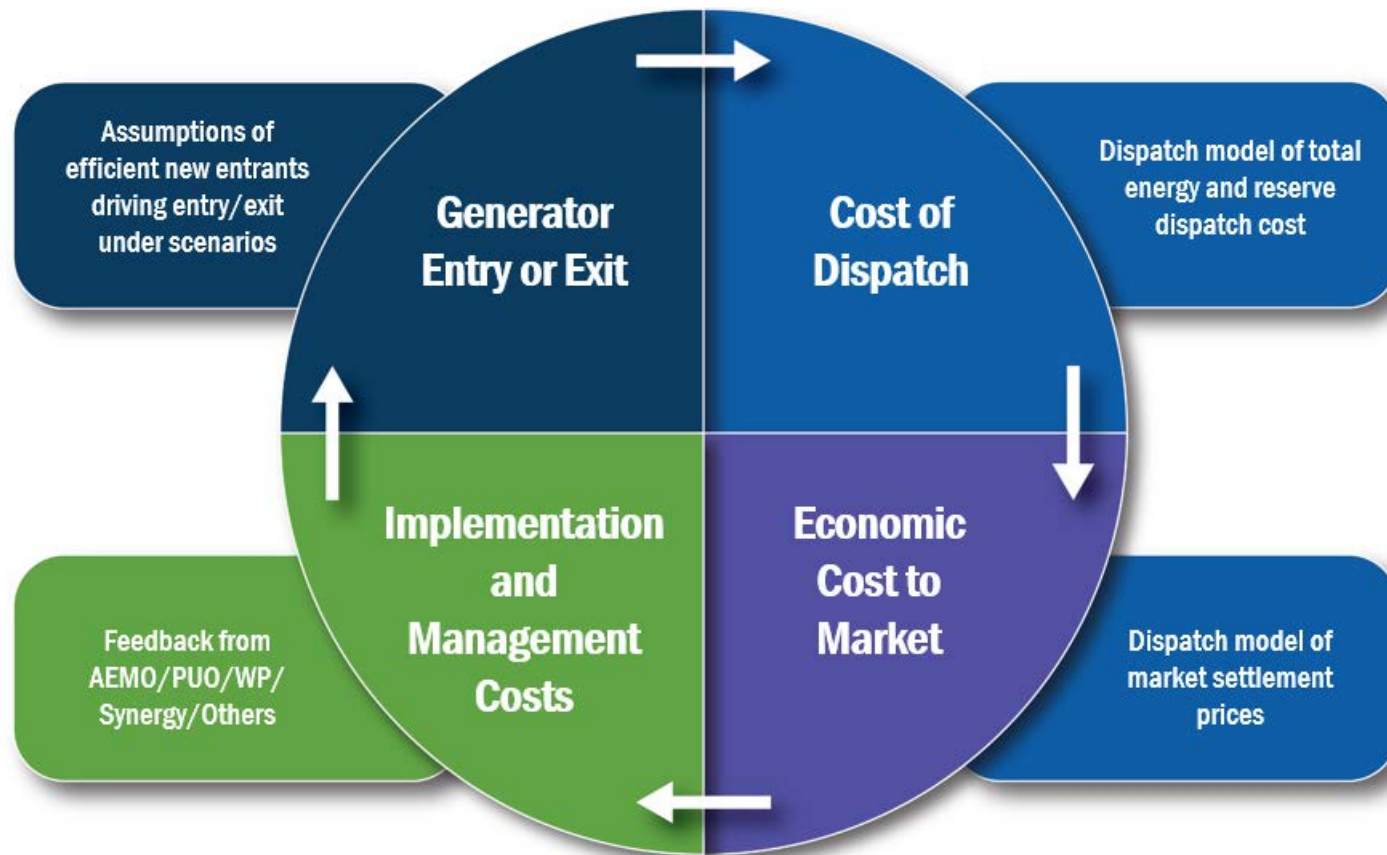 Assumptions of
efficient new entrants
driving entry/exit
under scenarios
Generator
Entry or Exit
Cost of
Dispatch
Dispatch model of total
energy and reserve
dispatch cost
Feedback from
AEMO/PUO/WP/
Synergy/Others
Implementation
and
Management
Costs
Economic
Cost to
Market
Dispatch model of
market settlement
prices